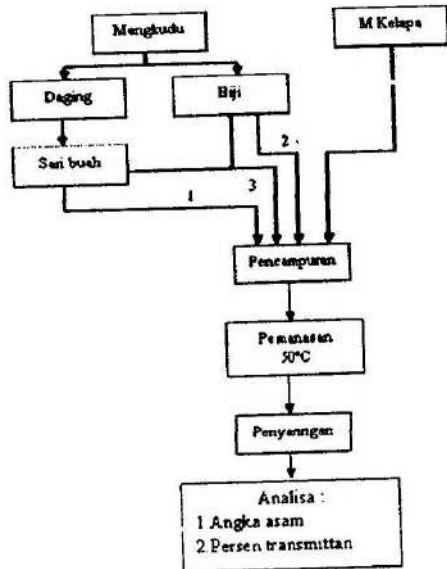 Mengkudu
M Kelapa
Daging
Biji
Sari buah
2
1
3
Pencampuran
Pemanasan
50°C
Penyaringan
Analisa :
1 Angka asam
2 Persen transmittan